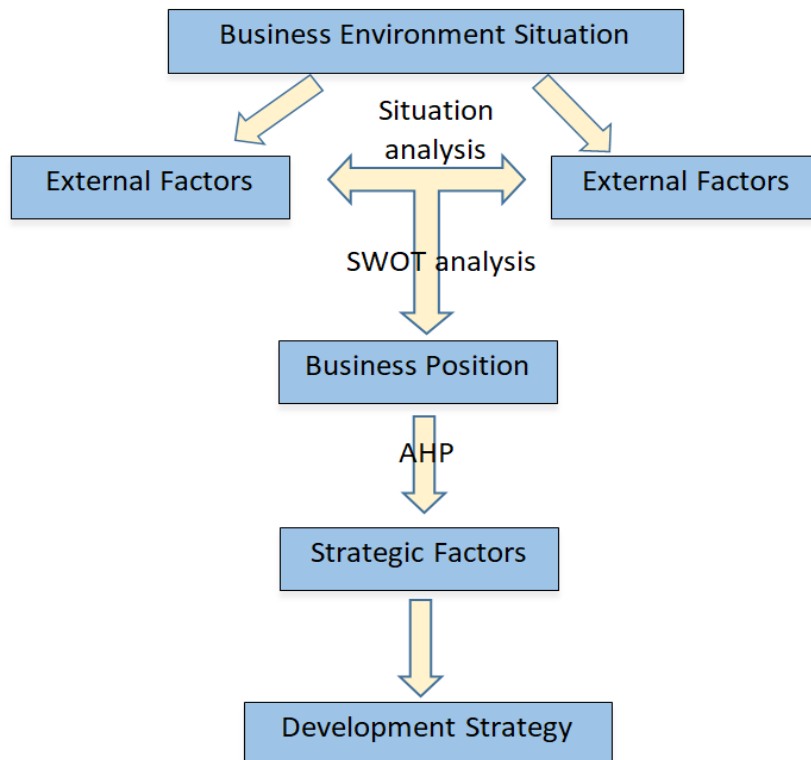 Business Environment Situation
Situation
analysis
External Factors
External Factors
SWOT analysis
Business Position
AHP
Strategic Factors
Development Strategy